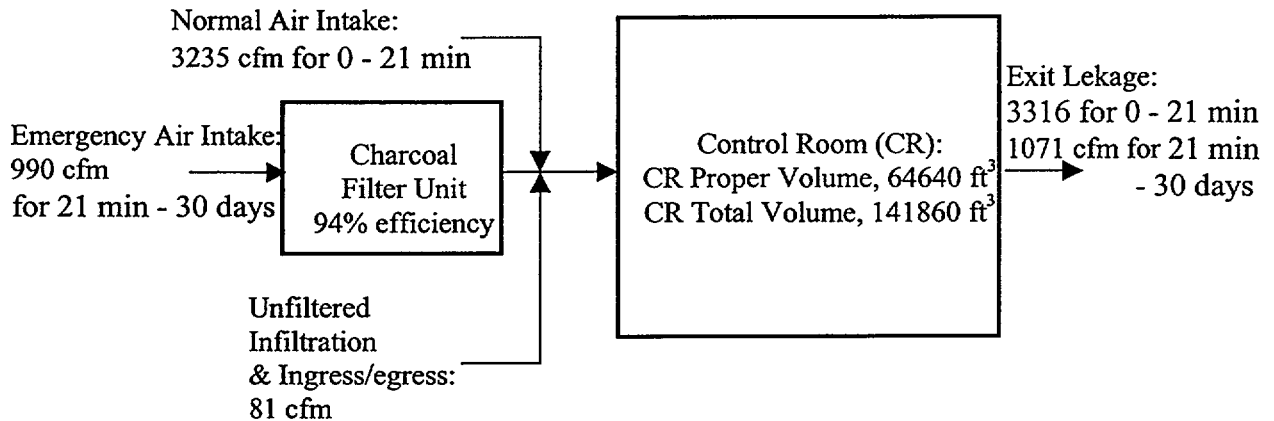 Normal Air Intake:
3235 cfm for 0 - 21 min
Emergency Air Intake:
990 cfm
for 21 min - 30 days
Charcoal
Filter Unit
94% efficiency
Unfiltered
Infiltration
& Ingress/egress:
81 cfm
Control Room (CR):
CR Proper Volume, 64640 ft³
CR Total Volume, 141860 ft³
Exit Lekage:
3316 for 0 - 21 min
1071 cfm for 21 min
- 30 days